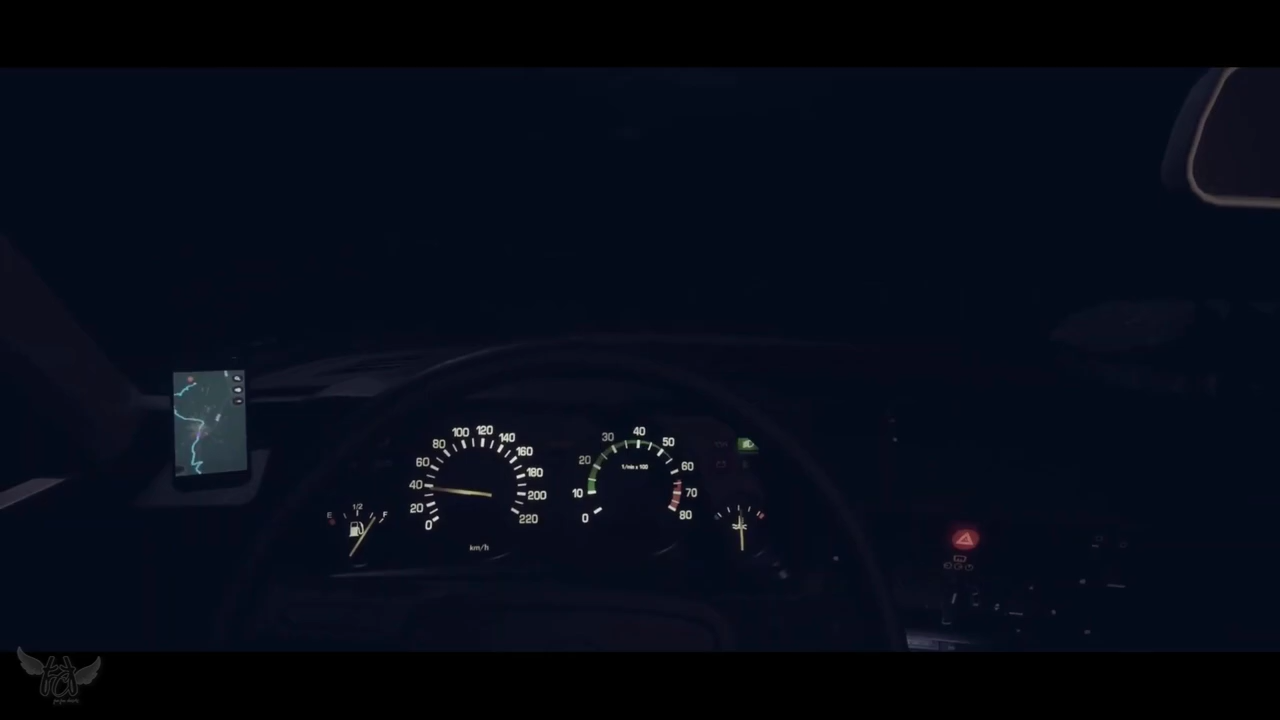 E 1/2 F
0 20 40 60 80 100 120 140 160 180 200 220
km/h
0 10 20 30 40 50 60 70 80
1/min x 100